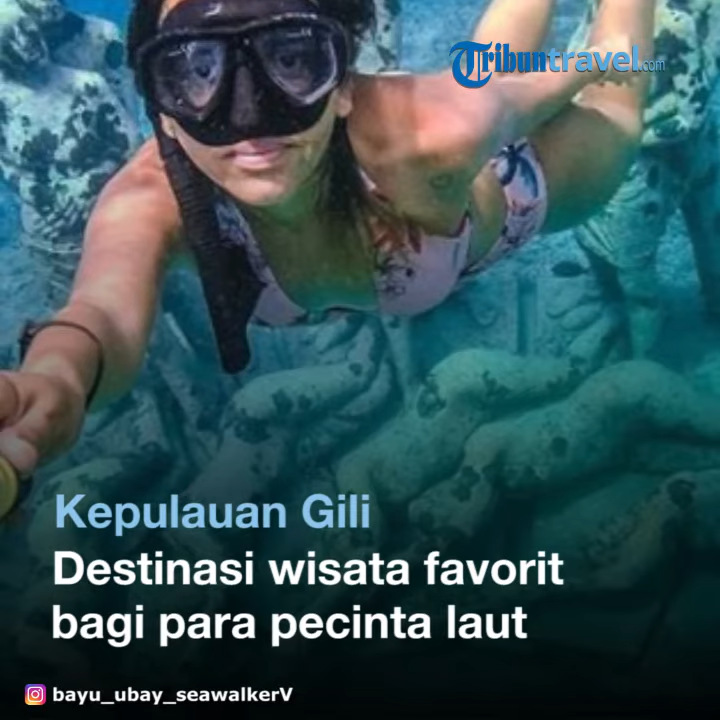 Tribuntravel.com
Kepulauan Gili
Destinasi wisata favorit
bagi para pecinta laut
bayu_ubay_seawalkerV